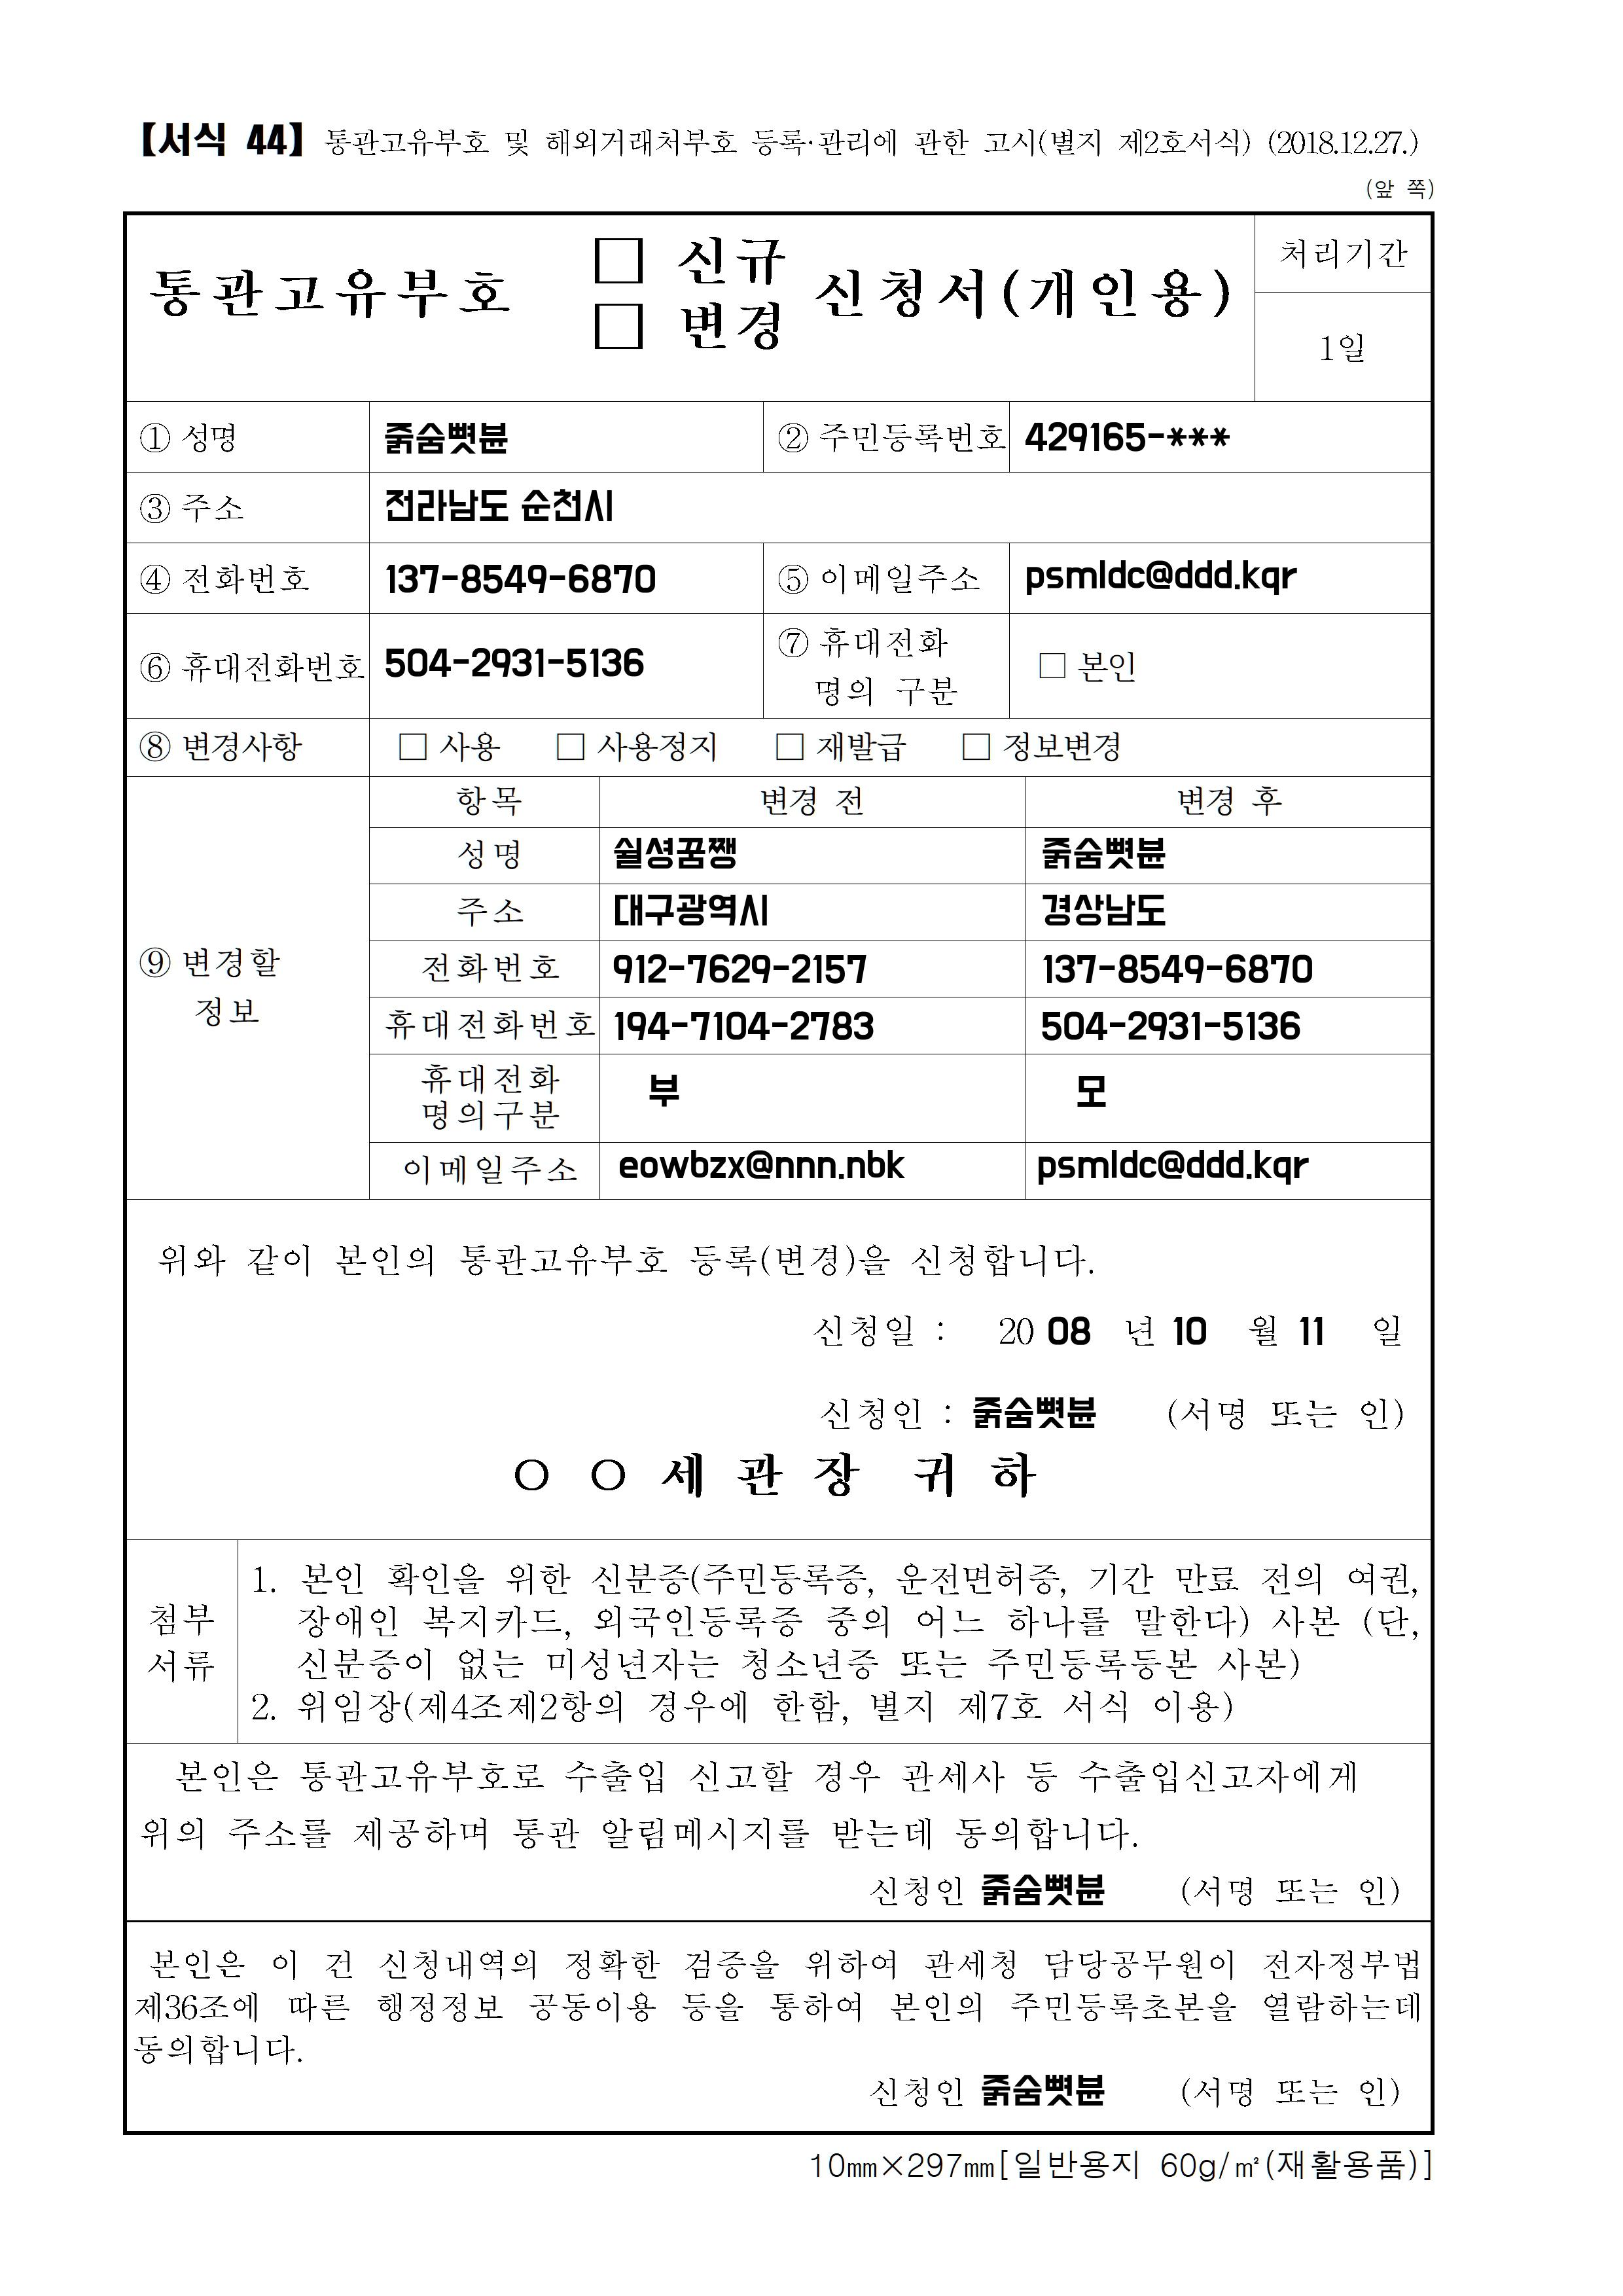 【서식 44】 통관고유부호 및 해외거래처부호 등록·관리에 관한 고시(별지 제2호서식) (2018.12.27.)
(앞 쪽)
통관고유부호 □ 신규 □ 변경 신청서(개인용)
처리기간
1일
① 성명 줅숨뼛뷴 ② 주민등록번호 429165-***
③ 주소 전라남도 순천시
④ 전화번호 137-8549-6870 ⑤ 이메일주소 psmldc@ddd.kqr
⑥ 휴대전화번호 504-2931-5136 ⑦ 휴대전화 명의 구분 □ 본인
⑧ 변경사항 □ 사용 □ 사용정지 □ 재발급 □ 정보변경
⑨ 변경할 정보
항목 변경 전 변경 후
성명 쉴셩꿈쨍 줅숨뼛뷴
주소 대구광역시 경상남도
전화번호 912-7629-2157 137-8549-6870
휴대전화번호 194-7104-2783 504-2931-5136
휴대전화 명의구분 부 모
이메일주소 eowbzx@nnn.nbk psmldc@ddd.kqr
위와 같이 본인의 통관고유부호 등록(변경)을 신청합니다.
신청일 : 20 08 년 10 월 11 일
신청인 : 줅숨뼛뷴 (서명 또는 인)
○ ○ 세 관 장 귀 하
첨부 서류
1. 본인 확인을 위한 신분증(주민등록증, 운전면허증, 기간 만료 전의 여권,
장애인 복지카드, 외국인등록증 중의 어느 하나를 말한다) 사본 (단,
신분증이 없는 미성년자는 청소년증 또는 주민등록등본 사본)
2. 위임장(제4조제2항의 경우에 한함, 별지 제7호 서식 이용)
본인은 통관고유부호로 수출입 신고할 경우 관세사 등 수출입신고자에게
위의 주소를 제공하며 통관 알림메시지를 받는데 동의합니다.
신청인 줅숨뼛뷴 (서명 또는 인)
본인은 이 건 신청내역의 정확한 검증을 위하여 관세청 담당공무원이 전자정부법
제36조에 따른 행정정보 공동이용 등을 통하여 본인의 주민등록초본을 열람하는데
동의합니다.
신청인 줅숨뼛뷴 (서명 또는 인)
10㎜×297㎜[일반용지 60g/㎡(재활용품)]